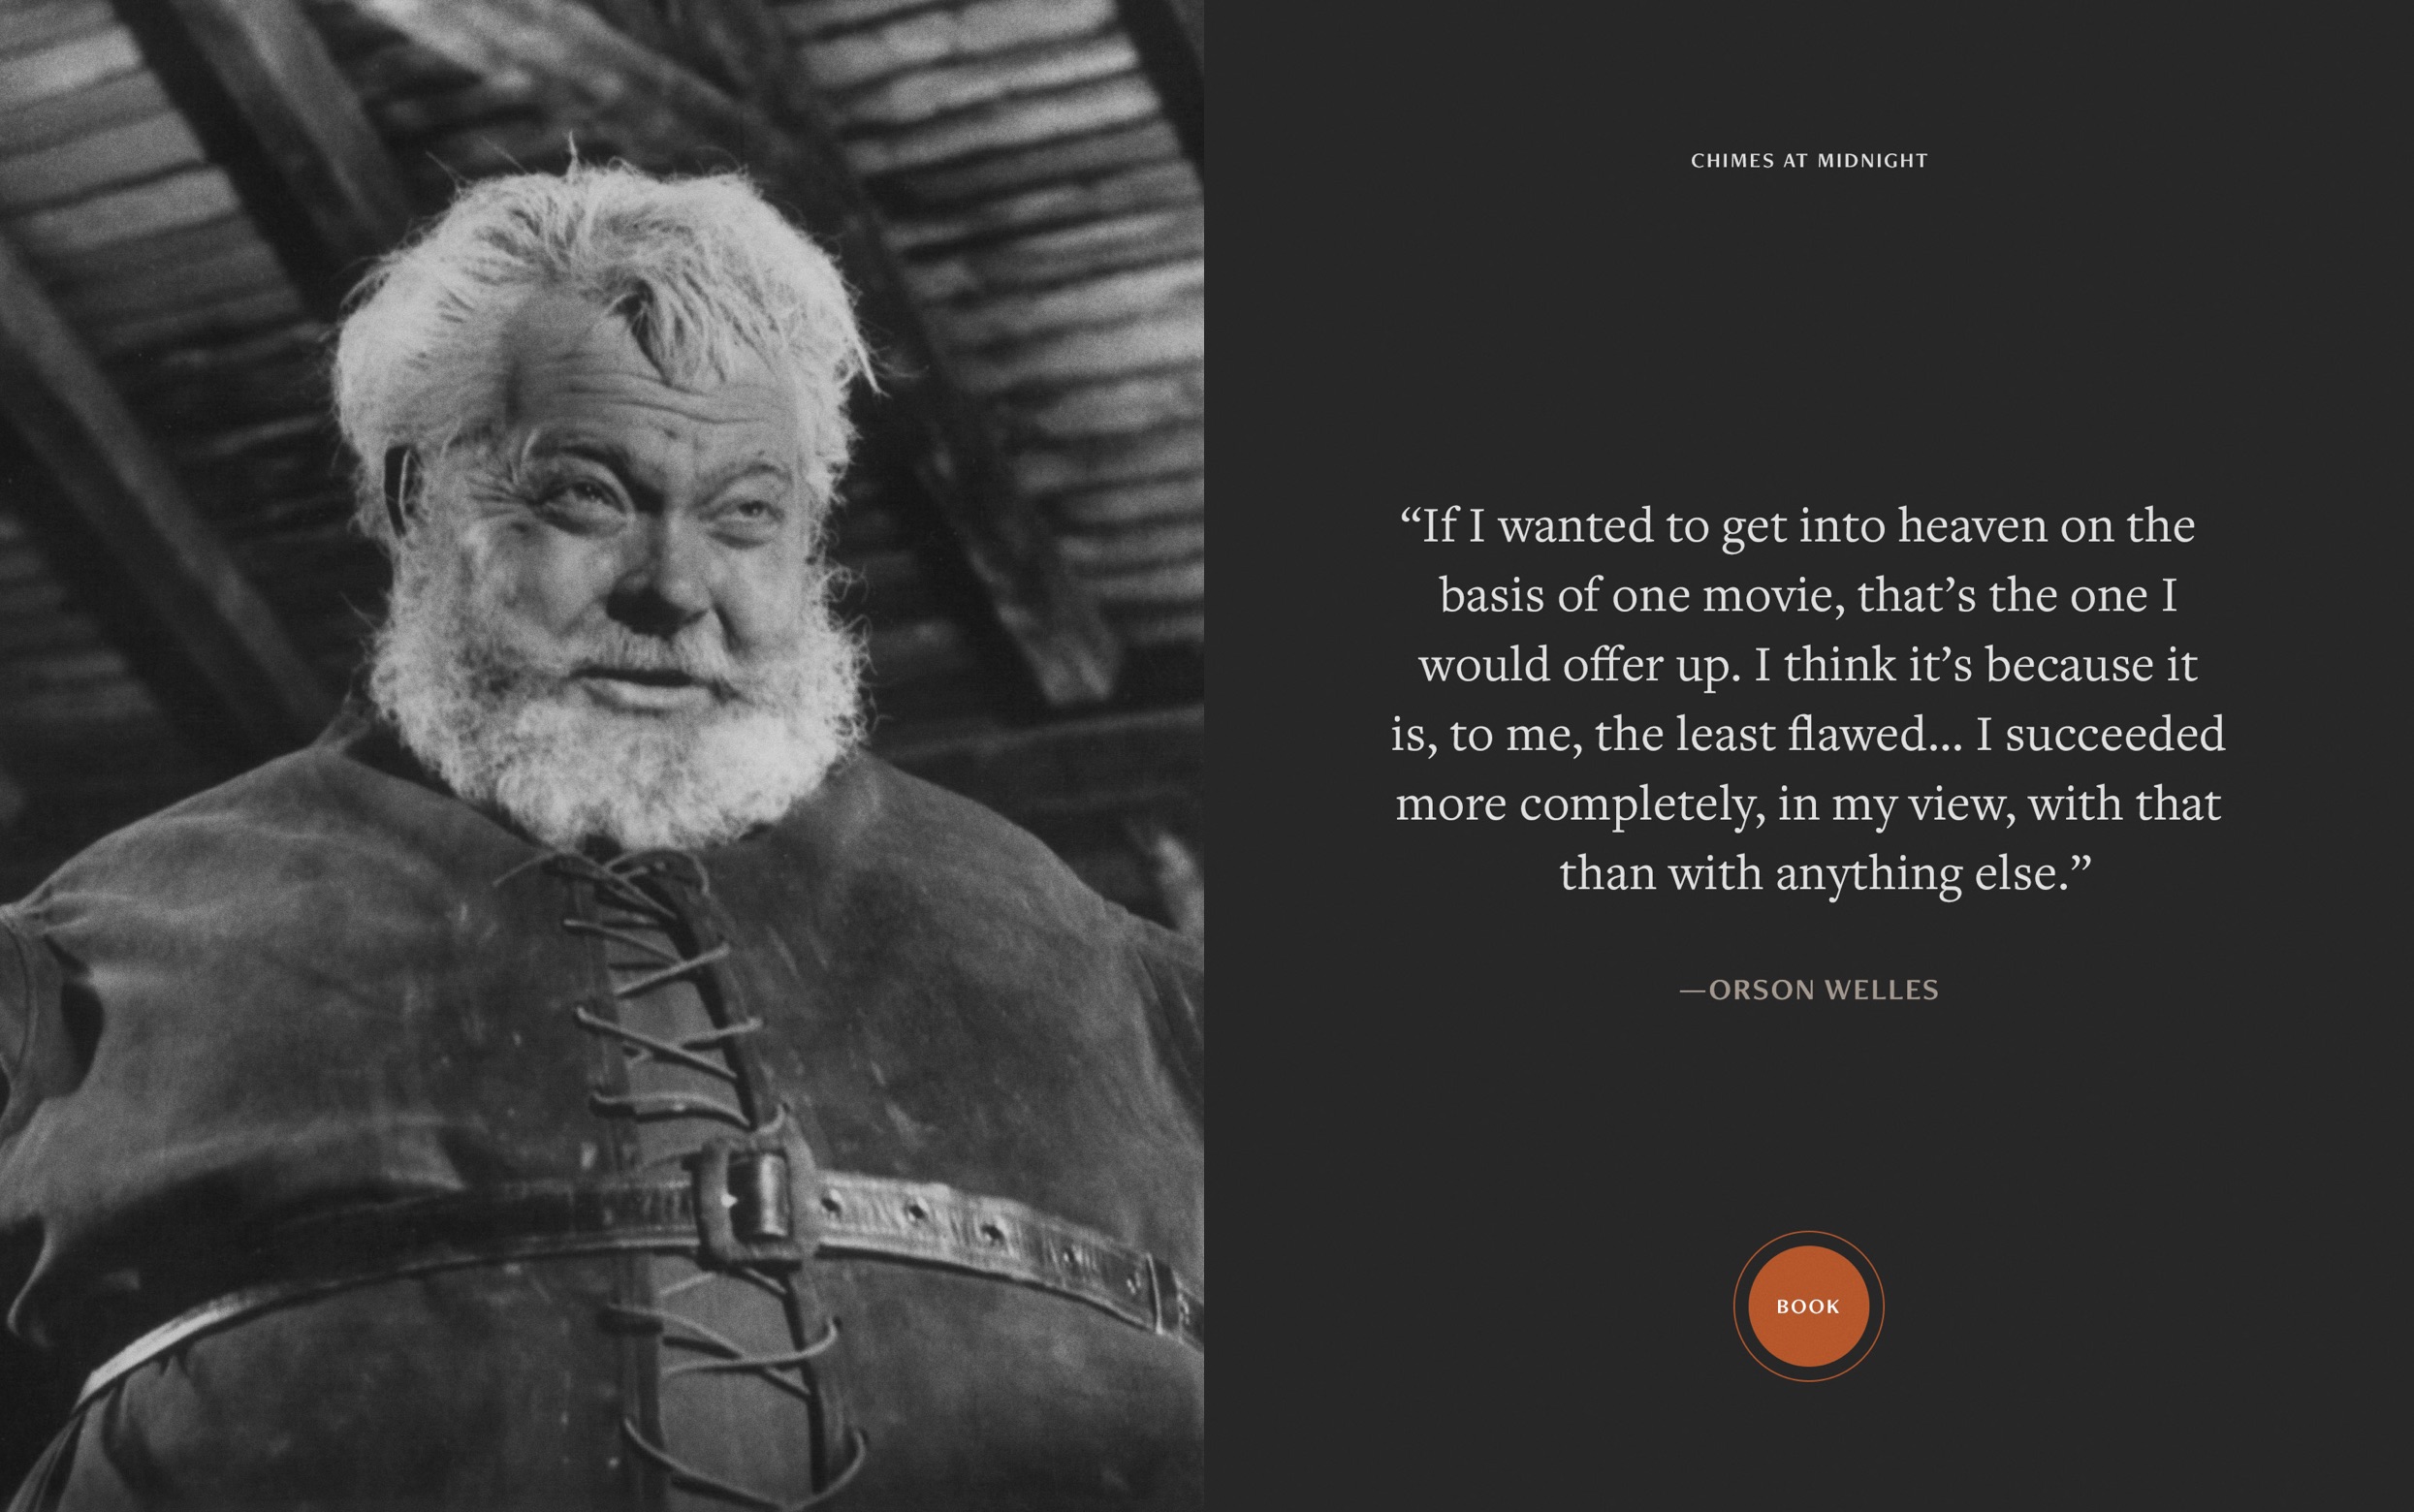 CHIMES AT MIDNIGHT
“If I wanted to get into heaven on the
basis of one movie, that’s the one I
would offer up. I think it’s because it
is, to me, the least flawed... I succeeded
more completely, in my view, with that
than with anything else.”
—ORSON WELLES
BOOK